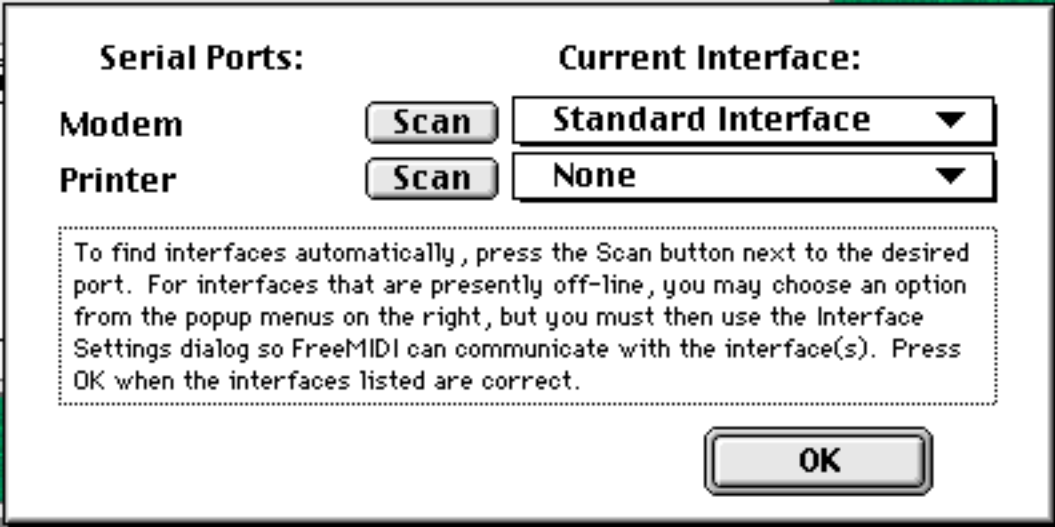 Serial Ports: Current Interface:
Modem Scan Standard Interface
Printer Scan None
To find interfaces automatically, press the Scan button next to the desired
port. For interfaces that are presently off-line, you may choose an option
from the popup menus on the right, but you must then use the Interface
Settings dialog so FreeMIDI can communicate with the interface(s). Press
OK when the interfaces listed are correct.
OK